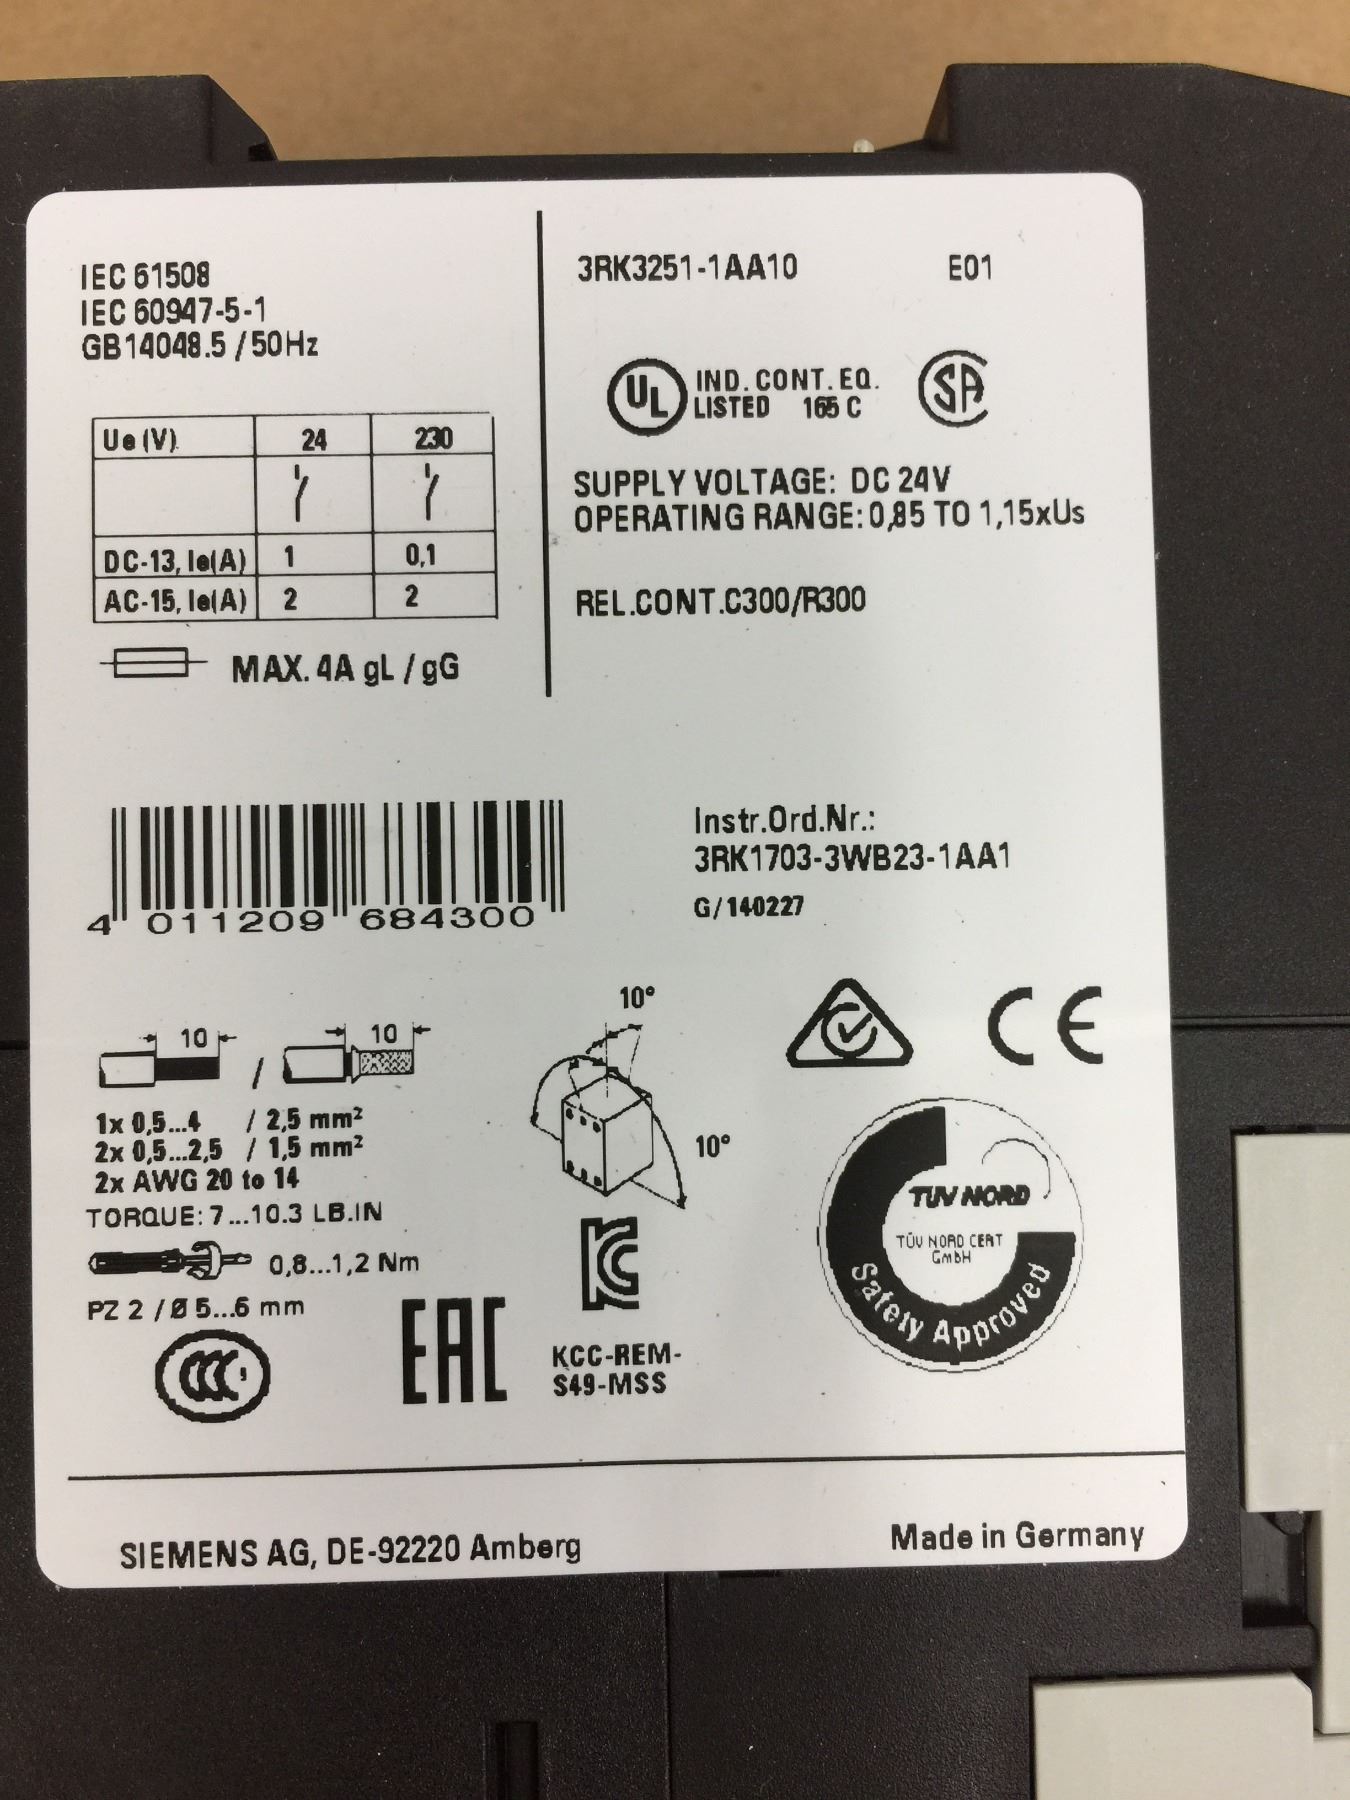 IEC 61508
IEC 60947-5-1
GB14048.5 / 50Hz
Ue (V) 24 230
DC-13, Ie(A) 1 0,1
AC-15, Ie(A) 2 2
MAX. 4A gL / gG
3RK3251-1AA10 E01
UL IND. CONT. EQ.
LISTED 165 C
SA
SUPPLY VOLTAGE: DC 24V
OPERATING RANGE: 0,85 TO 1,15xUs
REL.CONT.C300/R300
4 011209 684300
Instr.Ord.Nr.:
3RK1703-3WB23-1AA1
G/140227
10 / 10
1x 0,5...4 / 2,5 mm²
2x 0,5...2,5 / 1,5 mm²
2x AWG 20 to 14
TORQUE: 7...10.3 LB.IN
0,8...1,2 Nm
PZ 2 / Ø 5...6 mm
CCC
EAC
10°
10°
KC
KCC-REM-
S49-MSS
CE
TÜV NORD
TÜV NORD CERT
GmbH
Safety Approved
SIEMENS AG, DE-92220 Amberg
Made in Germany